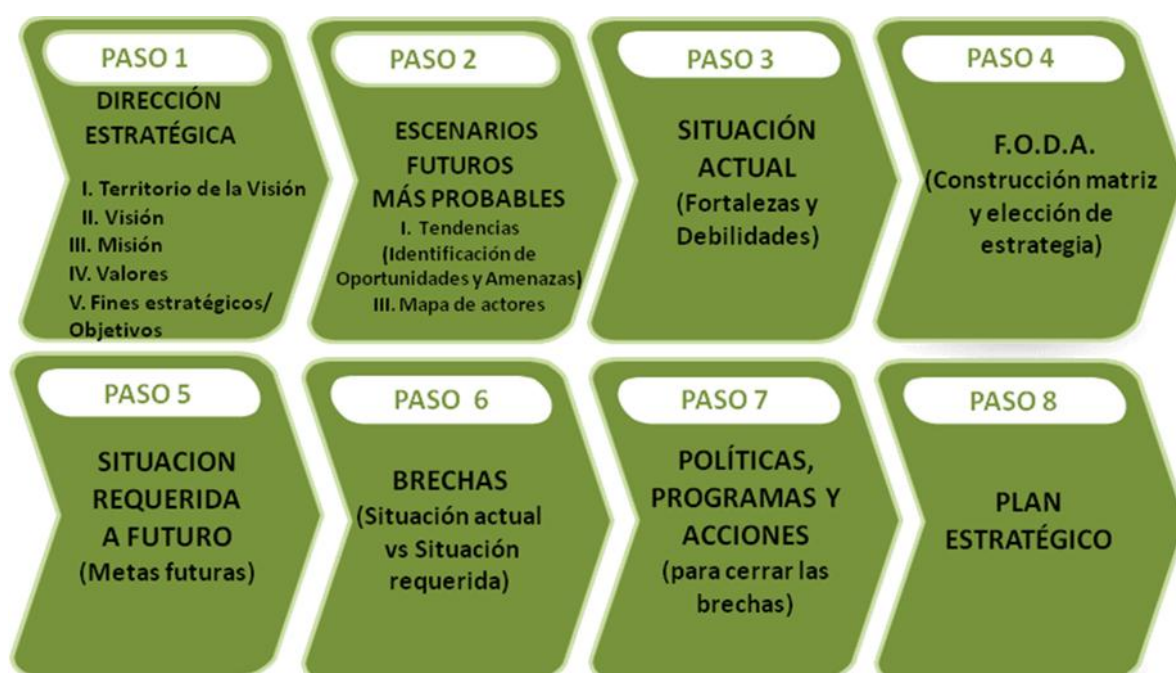 PASO 1
DIRECCIÓN
ESTRATÉGICA
I. Territorio de la Visión
II. Visión
III. Misión
IV. Valores
V. Fines estratégicos/
Objetivos
PASO 2
ESCENARIOS
FUTUROS
MÁS PROBABLES
I. Tendencias
(Identificación de
Oportunidades y Amenazas)
III. Mapa de actores
PASO 3
SITUACIÓN
ACTUAL
(Fortalezas y
Debilidades)
PASO 4
F.O.D.A.
(Construcción matriz
y elección de
estrategia)
PASO 5
SITUACION
REQUERIDA
A FUTURO
(Metas futuras)
PASO 6
BRECHAS
(Situación actual
vs Situación
requerida)
PASO 7
POLÍTICAS,
PROGRAMAS Y
ACCIONES
(para cerrar las
brechas)
PASO 8
PLAN
ESTRATÉGICO